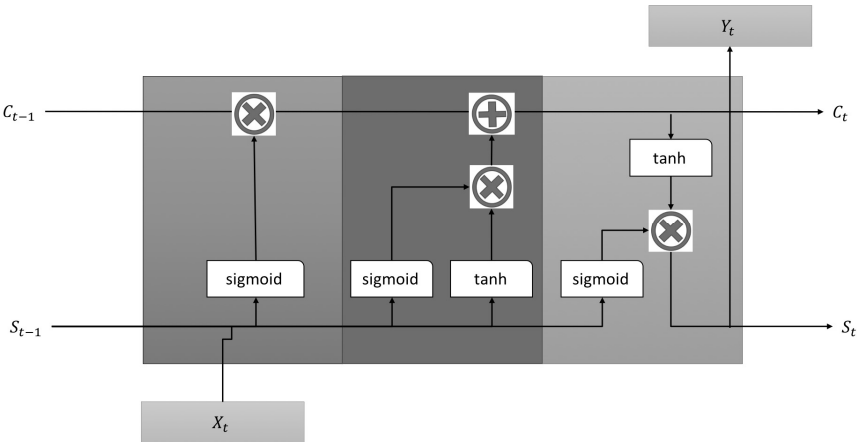 Y_t
C_{t-1}
C_t
tanh
sigmoid
sigmoid
tanh
sigmoid
S_{t-1}
S_t
X_t